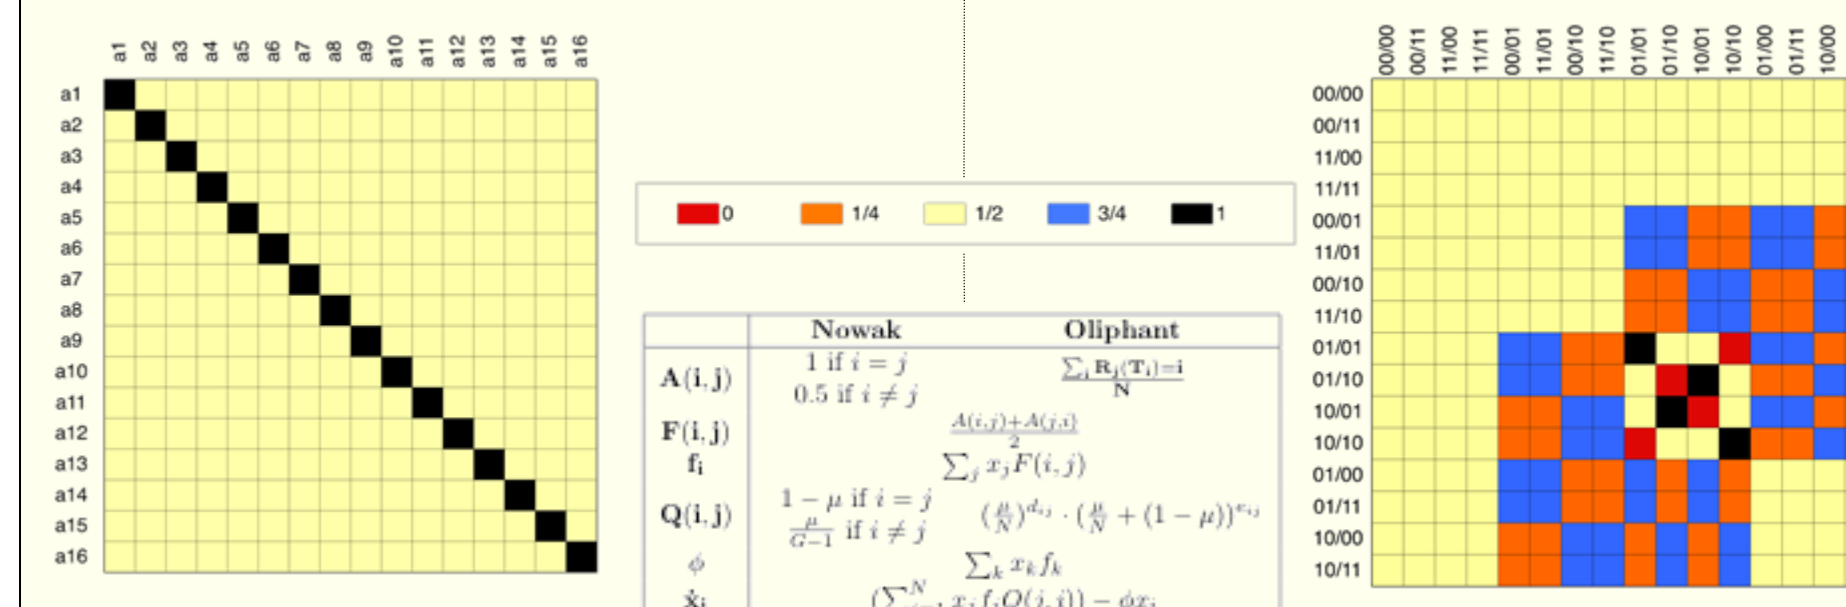 a1 a2 a3 a4 a5 a6 a7 a8 a9 a10 a11 a12 a13 a14 a15 a16
a1
a2
a3
a4
a5
a6
a7
a8
a9
a10
a11
a12
a13
a14
a15
a16
0 1/4 1/2 3/4 1
Nowak Oliphant
A(i,j) 1 if i = j
0.5 if i ≠ j
∑_i R_j(T_i)=i / N
F(i,j) A(i,j)+A(j,i) / 2
f_i ∑_j x_j F(i,j)
Q(i,j) 1 − μ if i = j
μ/G−1 if i ≠ j
(μ/N)^{d_ij} · (μ/N + (1 − μ))^{e_ij}
ϕ ∑_k x_k f_k
00/00 00/11 11/00 11/11 00/01 11/01 00/10 11/10 01/01 01/10 10/01 10/10 01/00 01/11 10/00
00/00
00/11
11/00
11/11
00/01
11/01
00/10
11/10
01/01
01/10
10/01
10/10
01/00
01/11
10/00
10/11